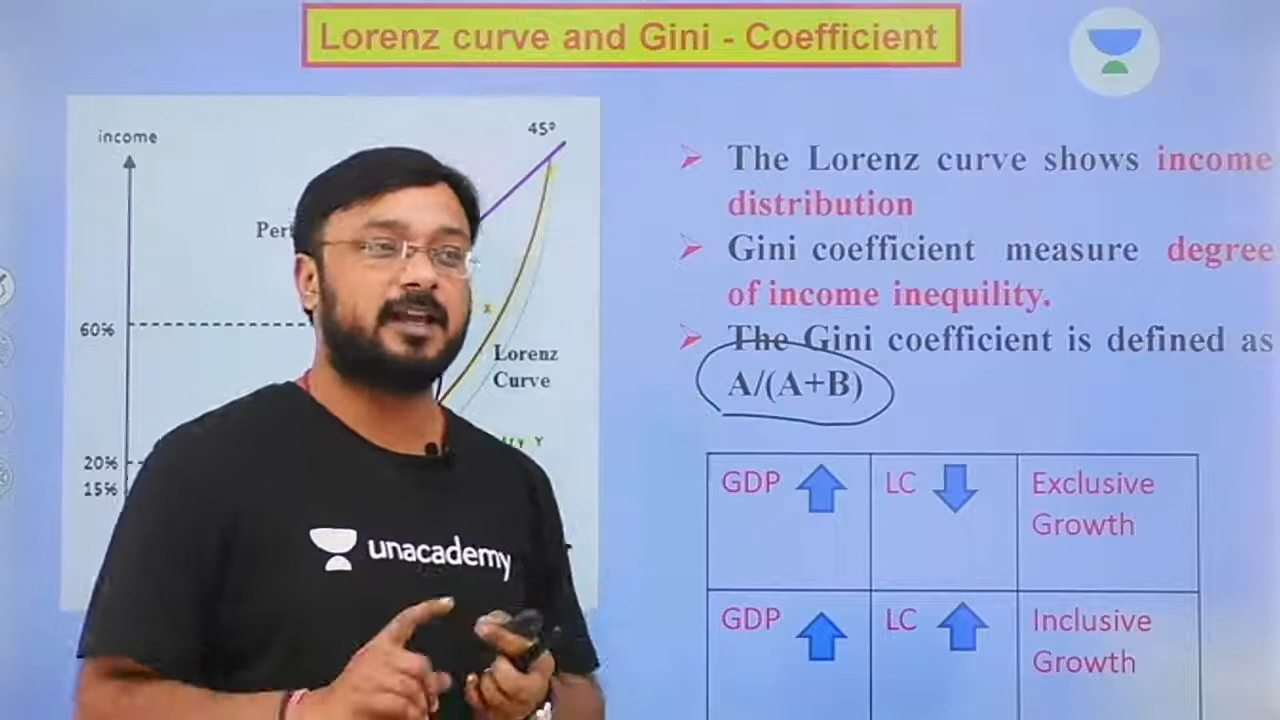 Lorenz curve and Gini - Coefficient
income
45º
60%
X
Lorenz
Curve
20%
15%
Y
The Lorenz curve shows income
distribution
Gini coefficient measure degree
of income inequility.
The Gini coefficient is defined as
A/(A+B)
GDP LC Exclusive
Growth
GDP LC Inclusive
Growth
unacademy